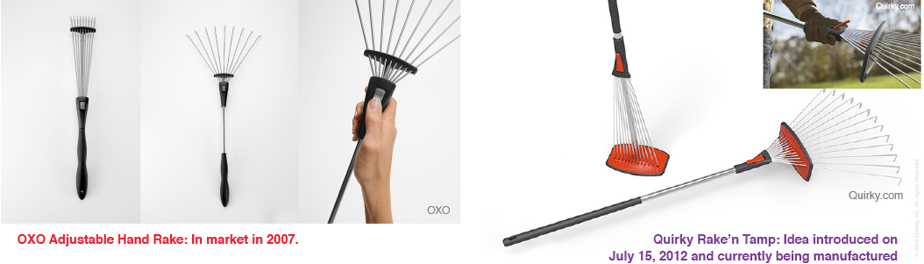 Quirky.com
OXO
Quirky.com
OXO Adjustable Hand Rake: In market in 2007.
Quirky Rake'n Tamp: Idea introduced on
July 15, 2012 and currently being manufactured